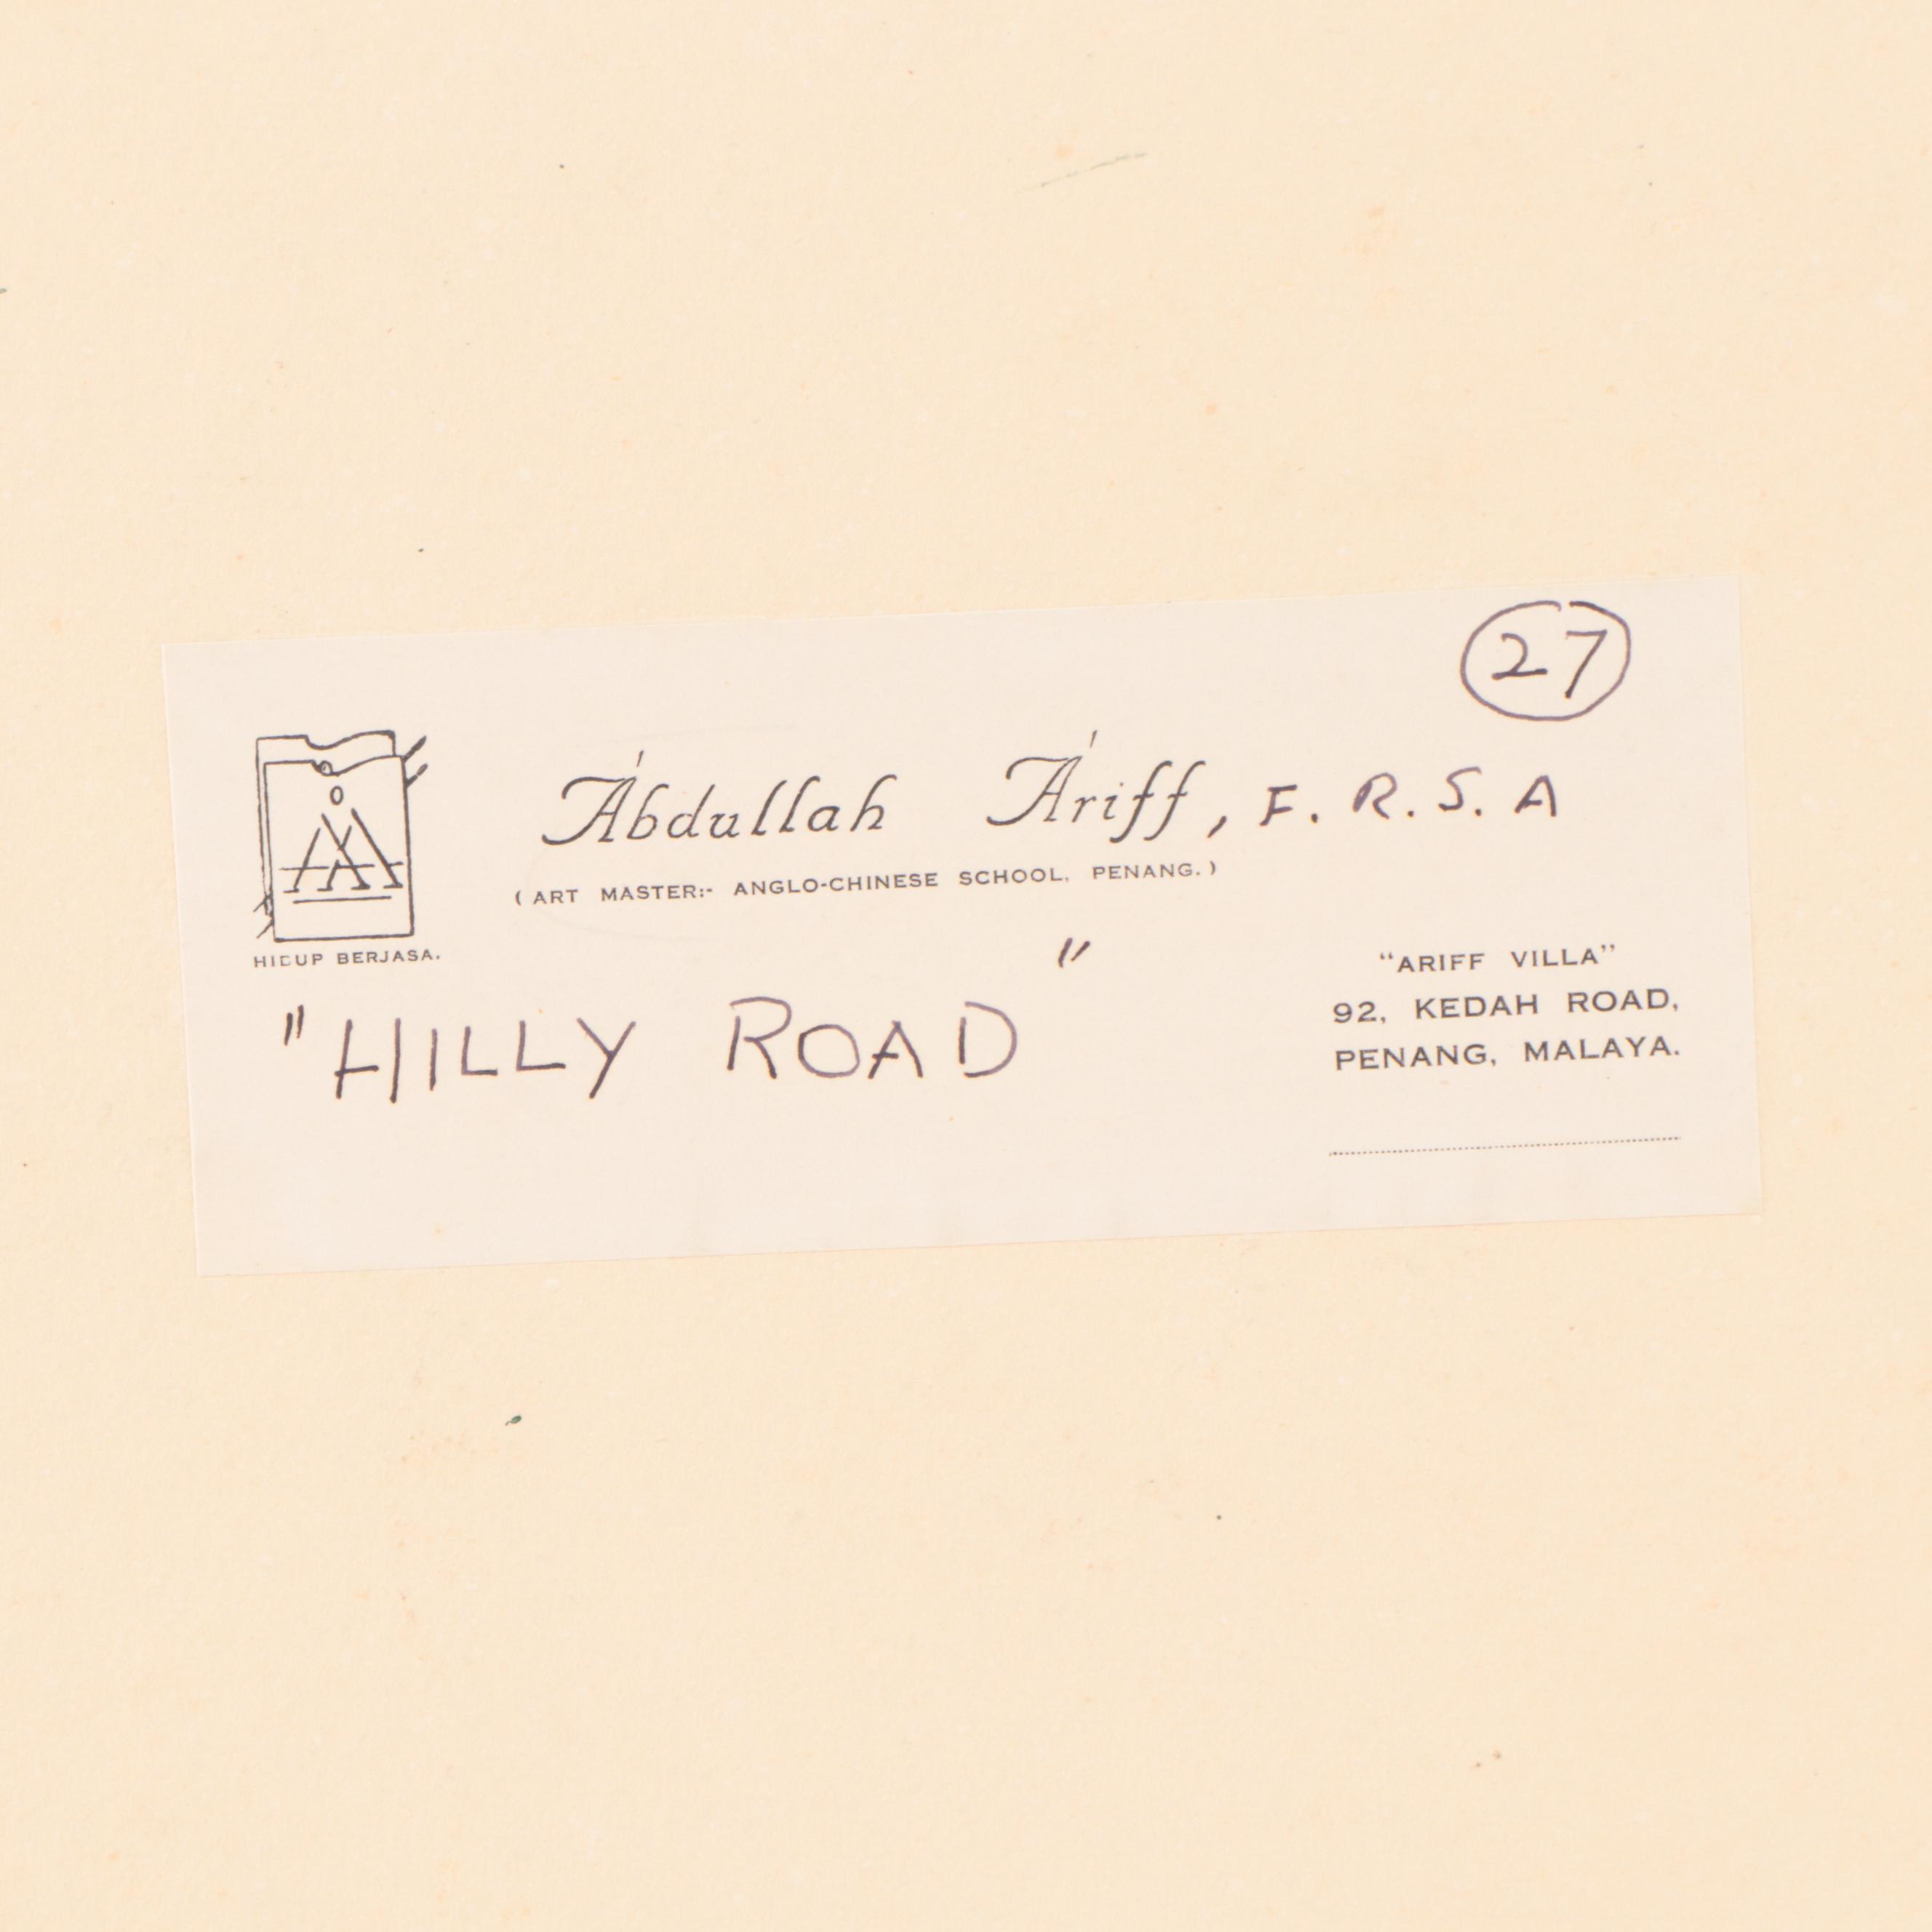 27
Abdullah Ariff, F. R. S. A
( ART MASTER:- ANGLO-CHINESE SCHOOL, PENANG. )
AA
HIDUP BERJASA.
"HILLY ROAD"
"ARIFF VILLA"
92, KEDAH ROAD,
PENANG, MALAYA.